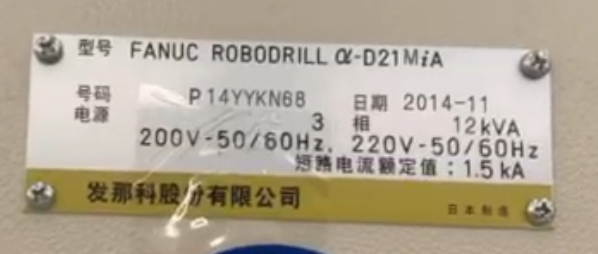 型号 FANUC ROBODRILL α-D21MiA
号码 P14YYKN68 日期 2014-11
电源 3 相 12kVA
200V-50/60Hz, 220V-50/60Hz
短路电流额定值:1.5kA
发那科股份有限公司
日本制造